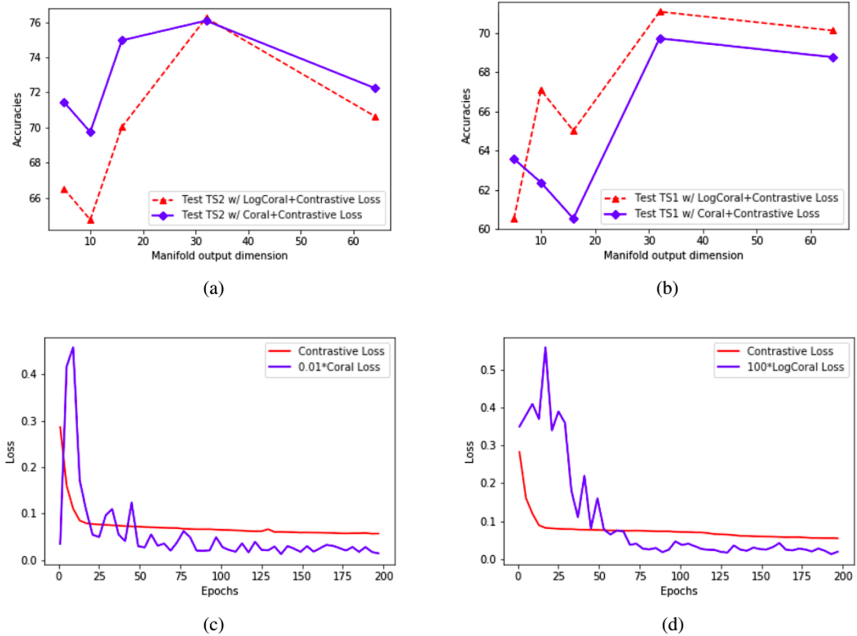 76
74
72
70
68
66
Accuracies
Test TS2 w/ LogCoral+Contrastive Loss
Test TS2 w/ Coral+Contrastive Loss
10 20 30 40 50 60
Manifold output dimension
(a)
70
68
66
64
62
60
Accuracies
Test TS1 w/ LogCoral+Contrastive Loss
Test TS1 w/ Coral+Contrastive Loss
10 20 30 40 50 60
Manifold output dimension
(b)
Contrastive Loss
0.01*Coral Loss
0.4
0.3
0.2
0.1
0.0
Loss
0 25 50 75 100 125 150 175 200
Epochs
(c)
Contrastive Loss
100*LogCoral Loss
0.5
0.4
0.3
0.2
0.1
0.0
Loss
0 25 50 75 100 125 150 175 200
Epochs
(d)